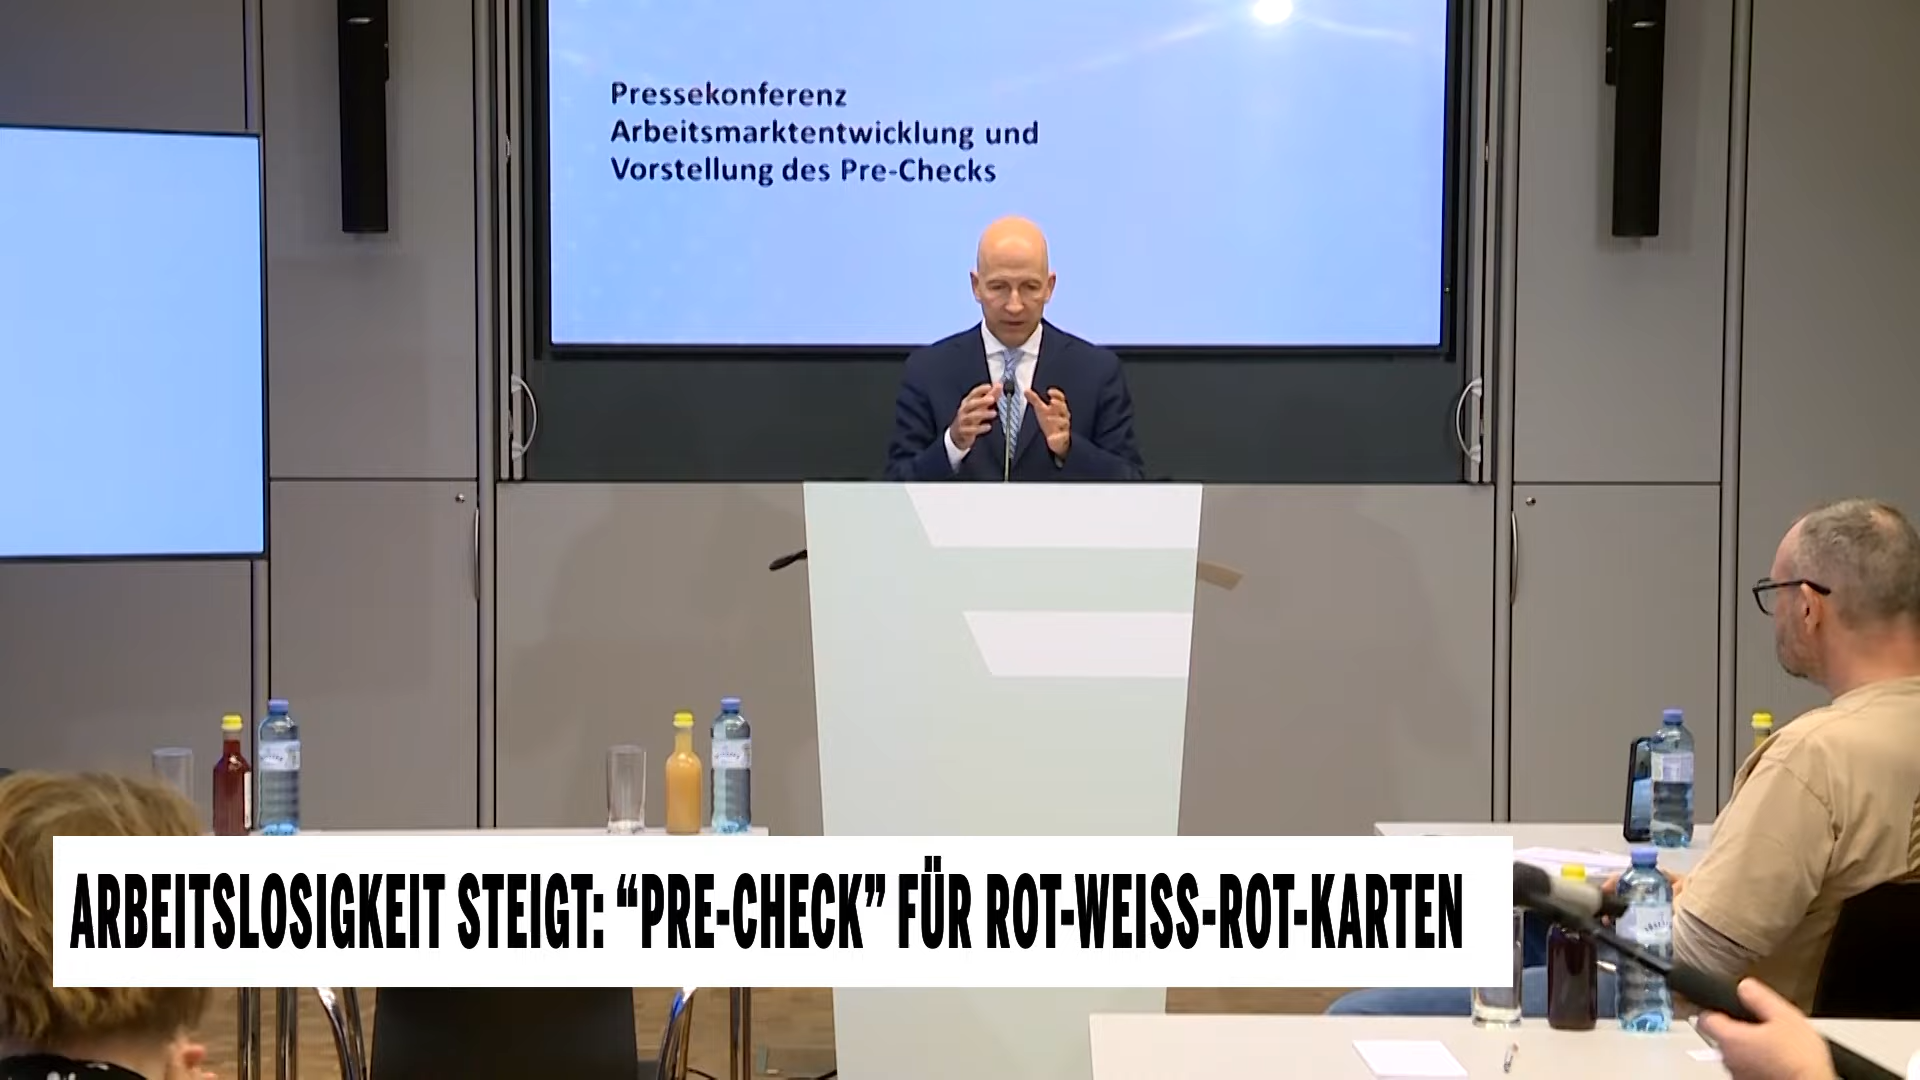 Pressekonferenz
Arbeitsmarktentwicklung und
Vorstellung des Pre-Checks
ARBEITSLOSIGKEIT STEIGT: “PRE-CHECK” FÜR ROT-WEISS-ROT-KARTEN